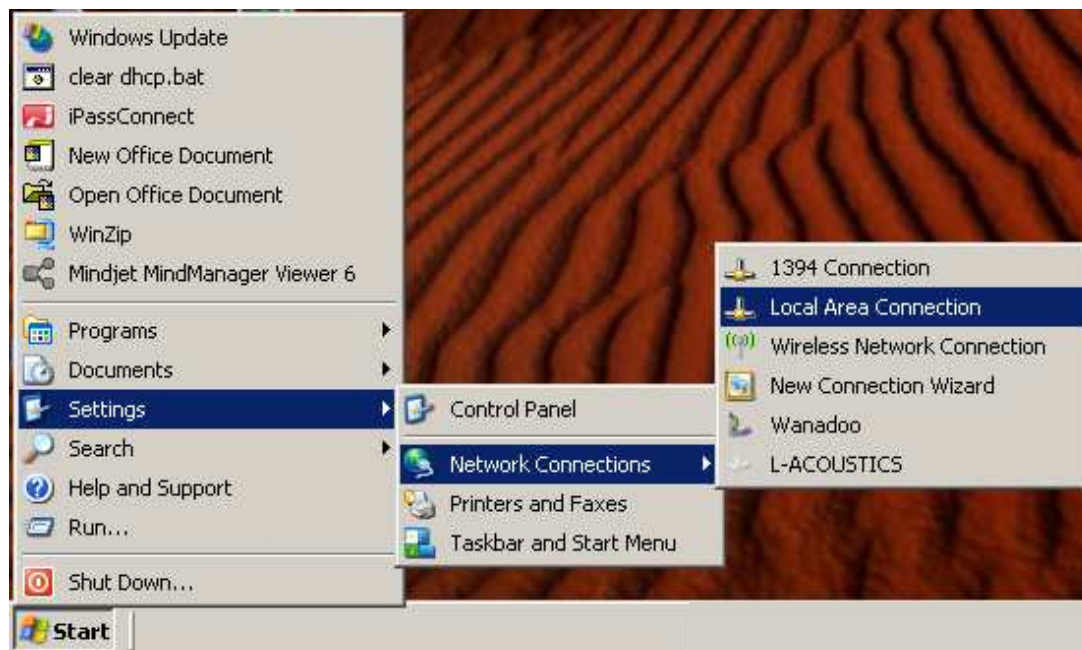 Windows Update
clear dhcp.bat
iPassConnect
New Office Document
Open Office Document
WinZip
Mindjet MindManager Viewer 6
Programs
Documents
Settings
Search
Help and Support
Run...
Shut Down...
Start
Control Panel
Network Connections
Printers and Faxes
Taskbar and Start Menu
1394 Connection
Local Area Connection
Wireless Network Connection
New Connection Wizard
Wanadoo
L-ACOUSTICS